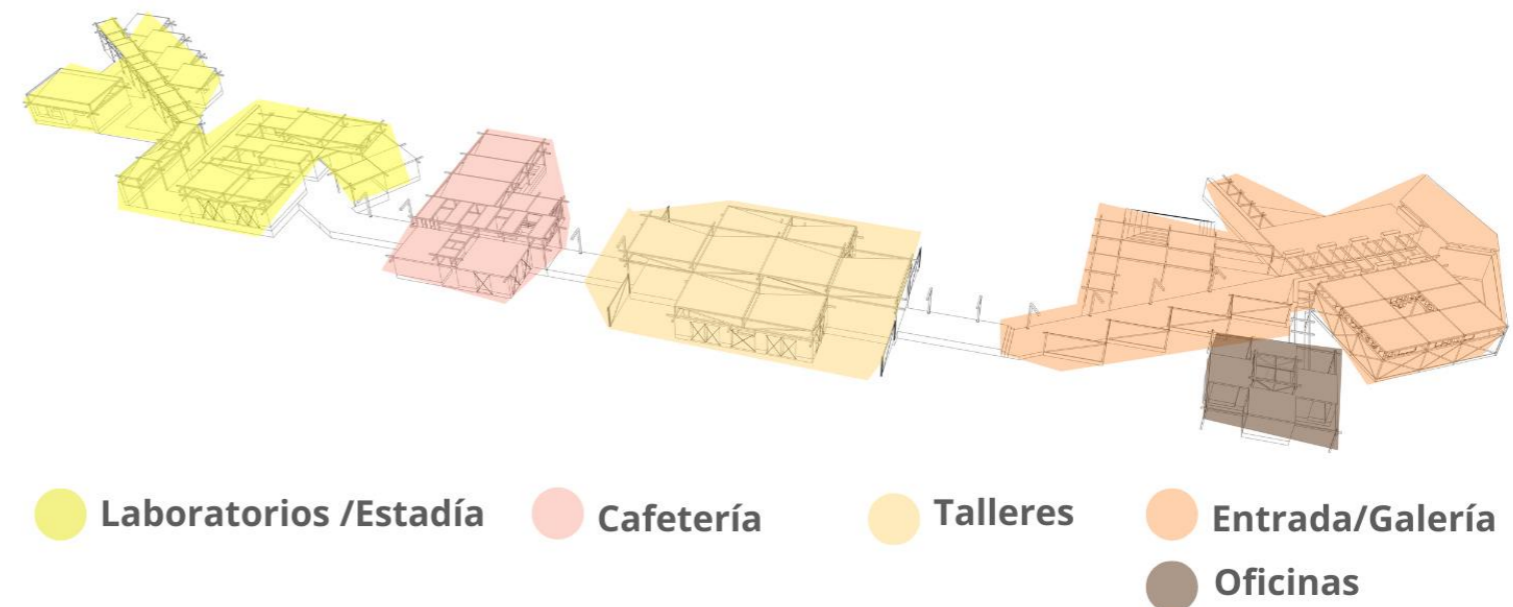 Laboratorios /Estadía
Cafetería
Talleres
Entrada/Galería
Oficinas